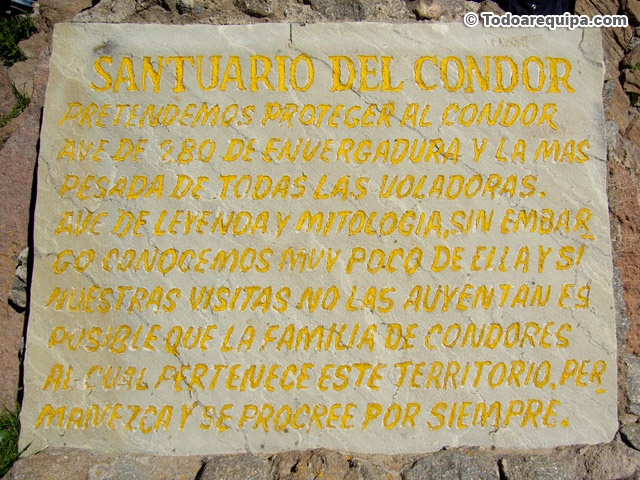 © Todoarequipa.com
SANTUARIO DEL CONDOR
PRETENDEMOS PROTEGER AL CONDOR
AVE DE 2.80 DE ENVERGADURA Y LA MAS
PESADA DE TODAS LAS VOLADORAS.
AVE DE LEYENDA Y MITOLOGIA, SIN EMBAR
GO CONOCEMOS MUY POCO DE ELLA Y SI
NUESTRAS VISITAS NO LAS AUYENTAN ES
POSIBLE QUE LA FAMILIA DE CONDORES
AL CUAL PERTENECE ESTE TERRITORIO, PER
MANEZCA Y SE PROCREE POR SIEMPRE.